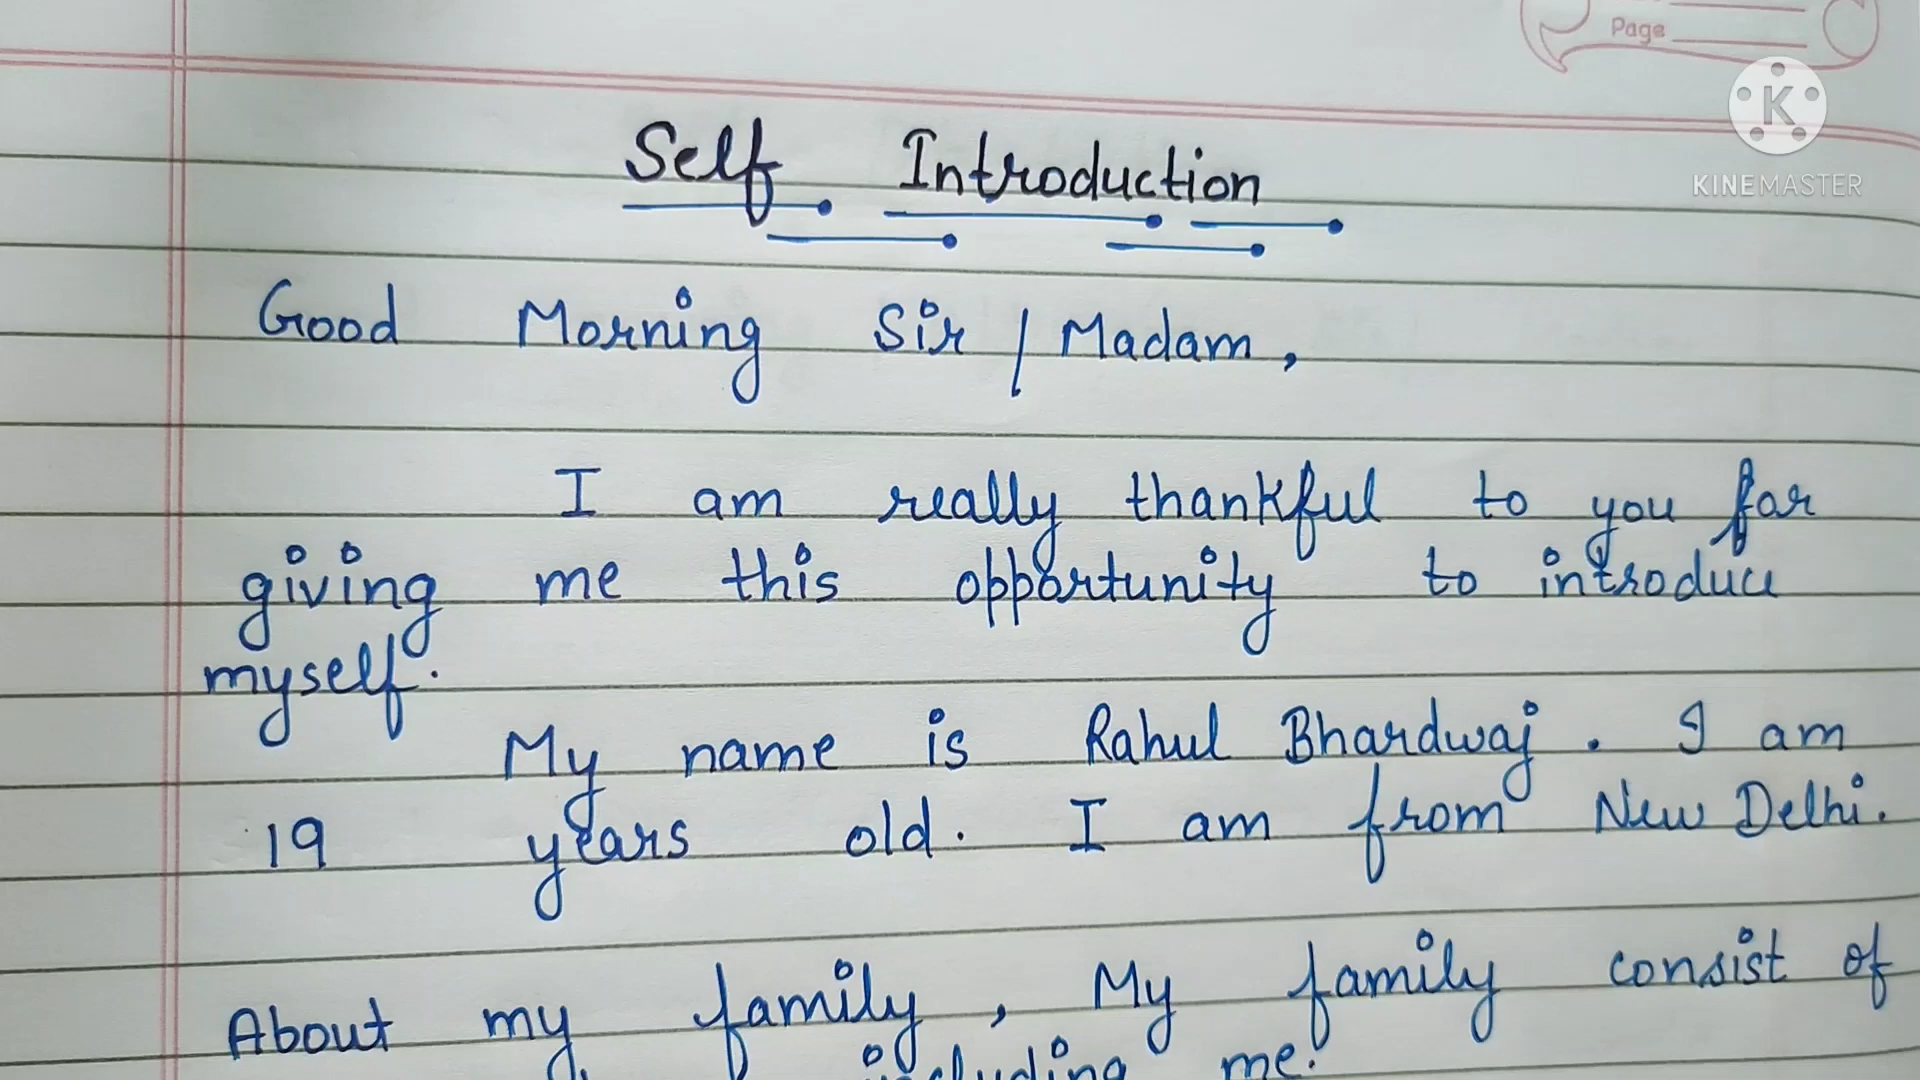 Page
K
KINEMASTER
Self Introduction
Good Morning Sir / Madam,
I am really thankful to you for
giving me this opportunity to introduce
myself.
My name is Rahul Bhardwaj. I am
19 years old. I am from New Delhi.
About my family, My family consist of
including me.